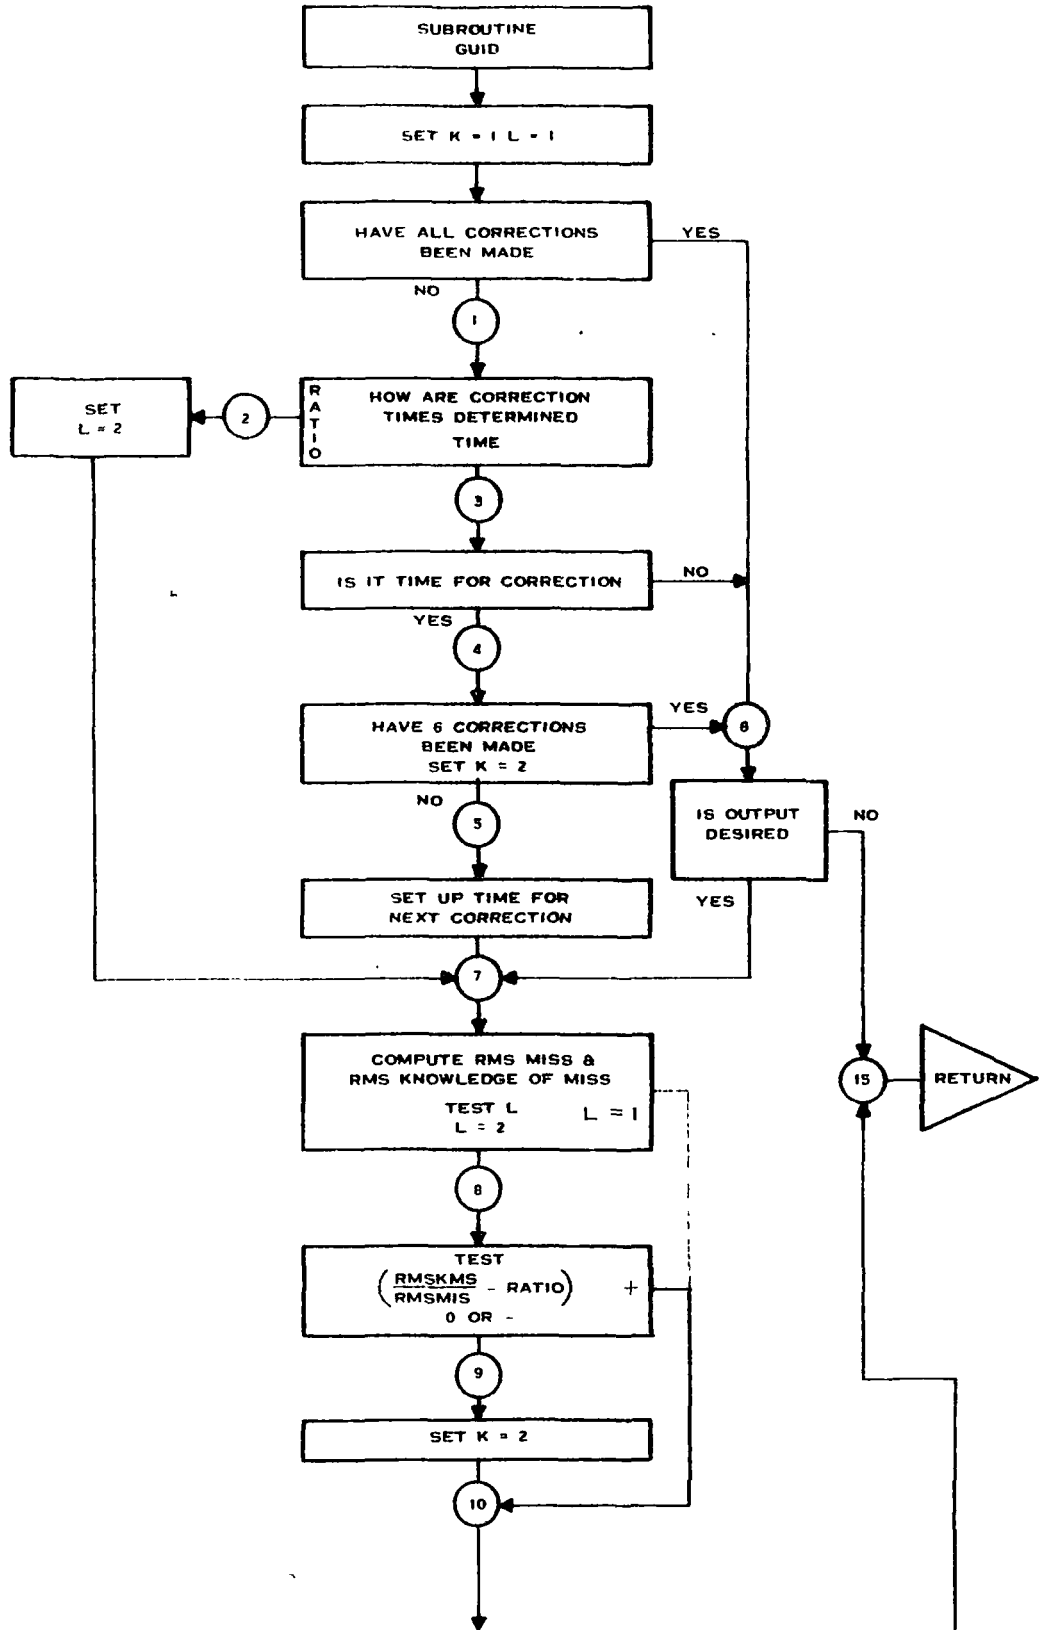 SUBROUTINE
GUID
SET K = 1 L = 1
HAVE ALL CORRECTIONS
BEEN MADE
YES
NO
1
RATIO
HOW ARE CORRECTION
TIMES DETERMINED
TIME
2
SET
L = 2
3
IS IT TIME FOR CORRECTION
NO
YES
4
HAVE 6 CORRECTIONS
BEEN MADE
SET K = 2
YES
6
NO
5
IS OUTPUT
DESIRED
NO
YES
SET UP TIME FOR
NEXT CORRECTION
7
COMPUTE RMS MISS &
RMS KNOWLEDGE OF MISS
TEST L
L = 2
L = 1
15
RETURN
8
TEST
(RMSKMS/RMSMIS - RATIO)
+
0 OR -
9
SET K = 2
10